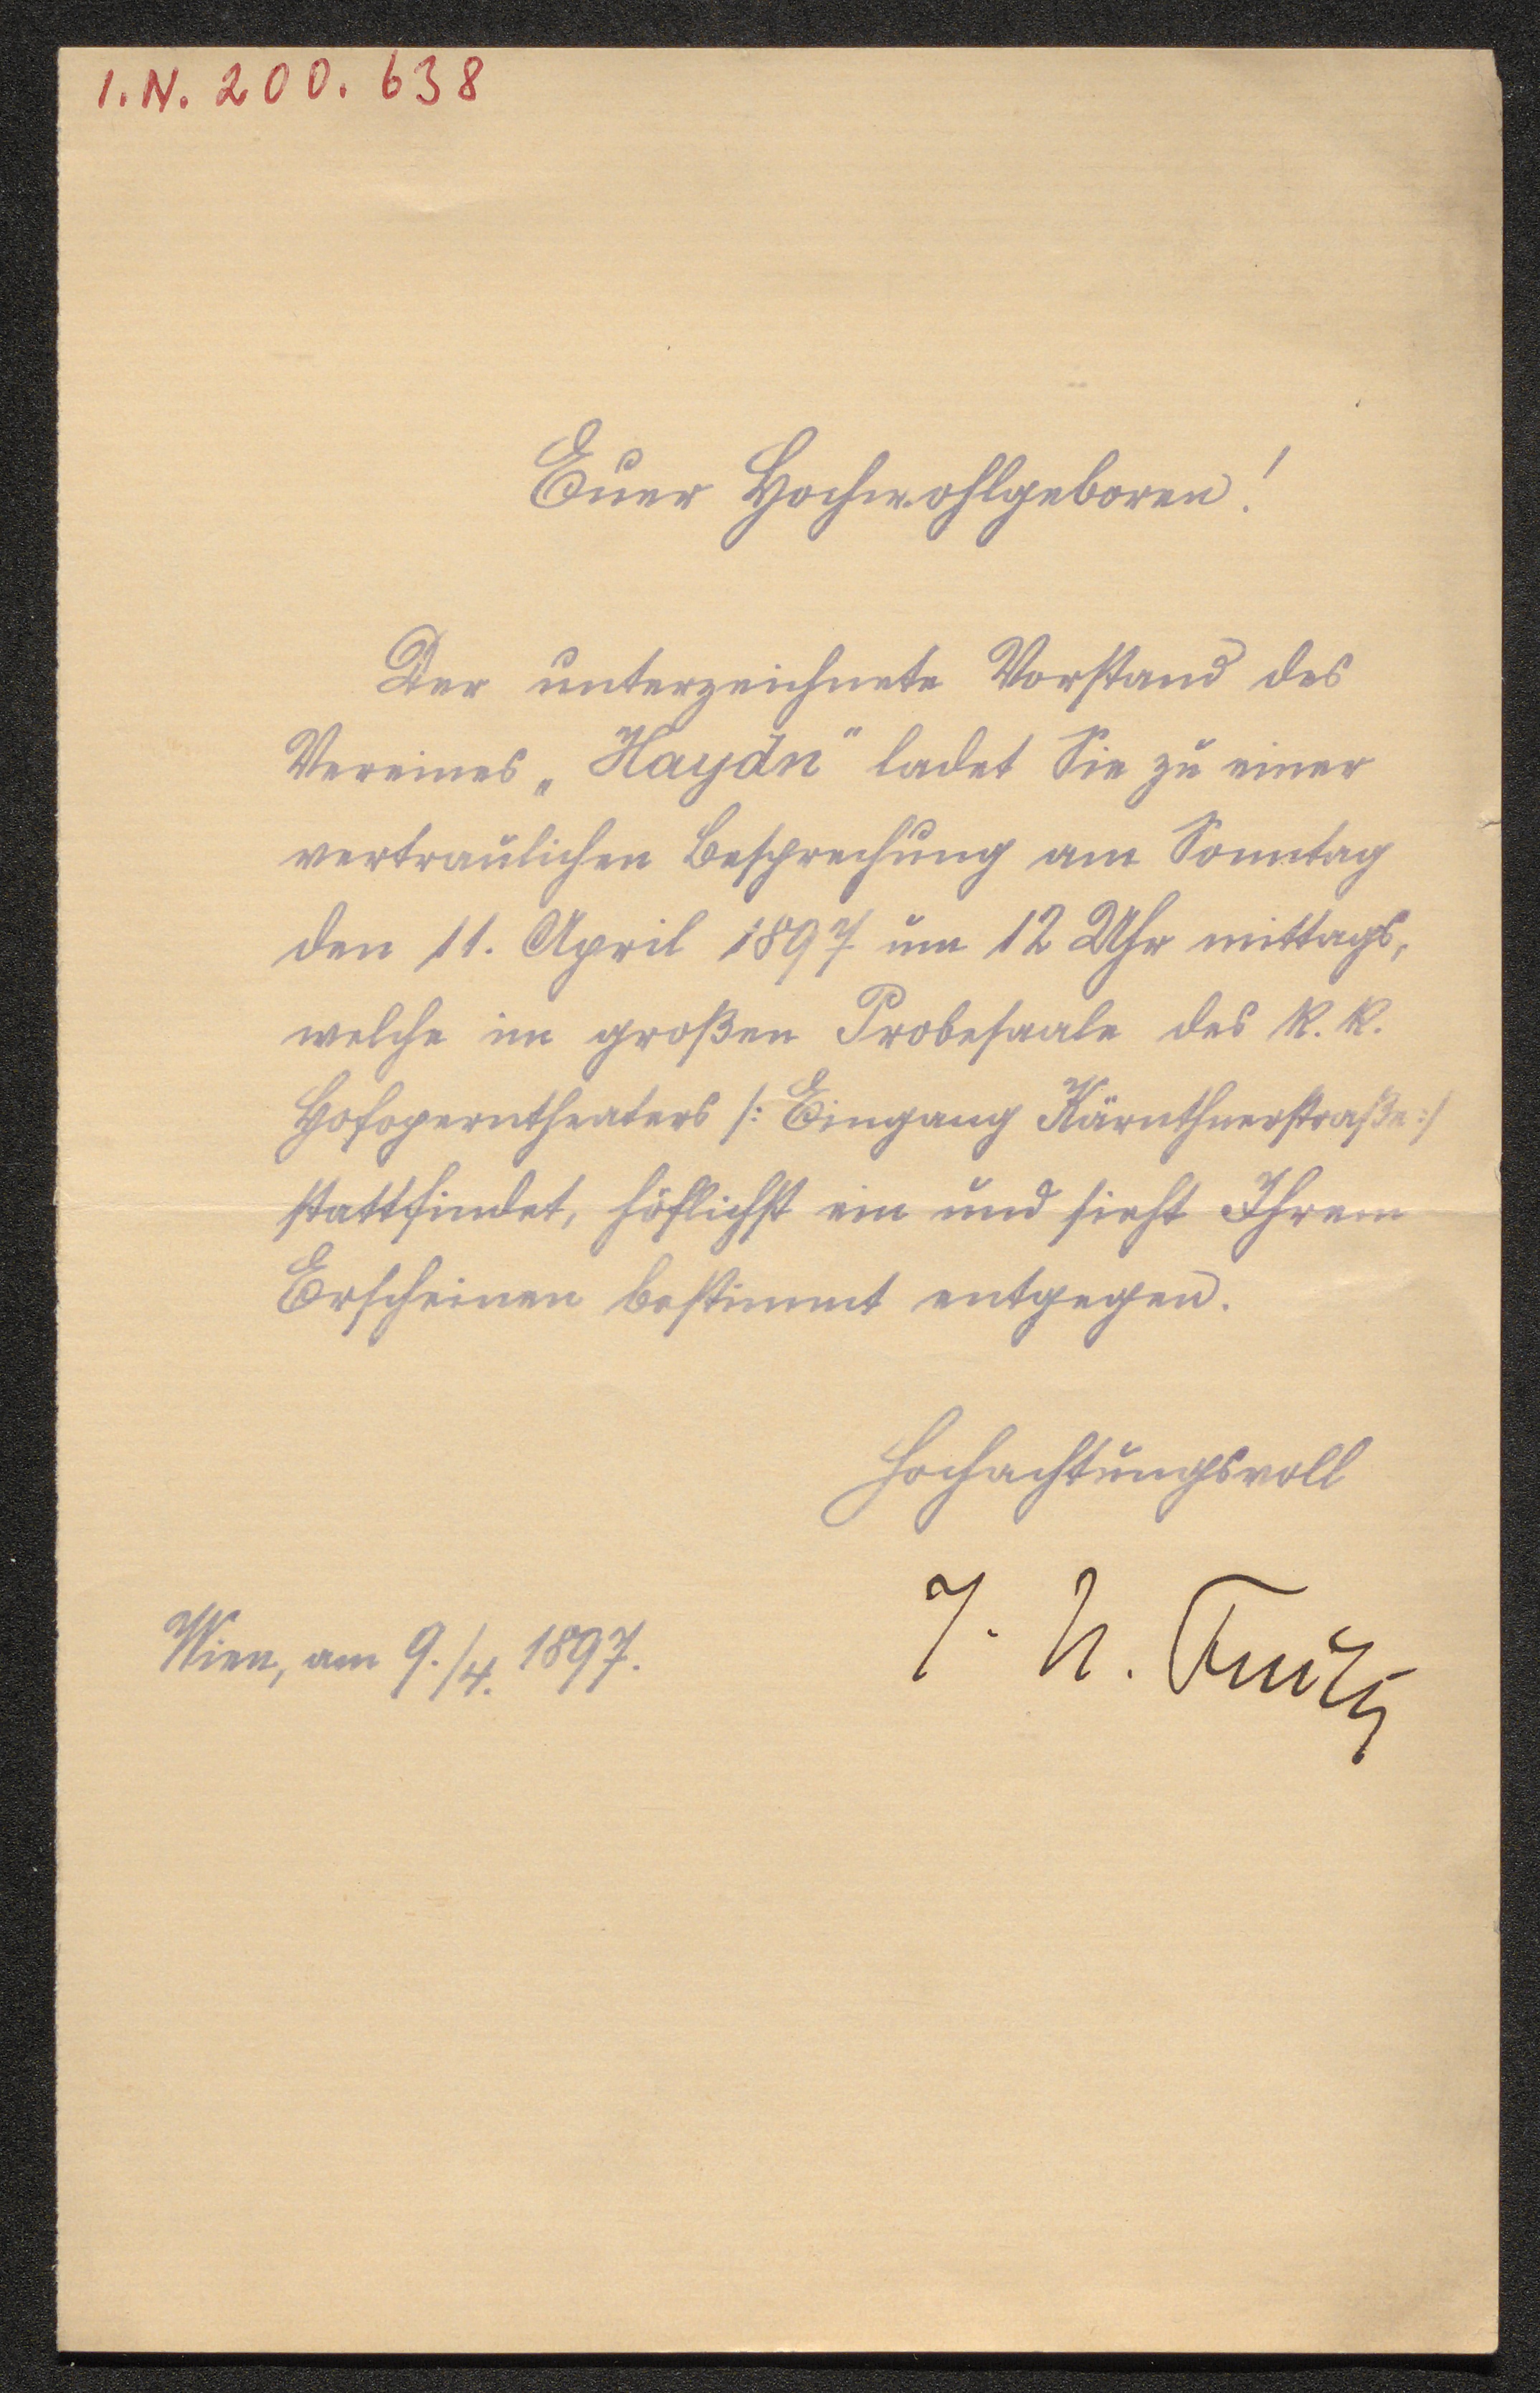 I.N. 200.638
Euer Hochwohlgeboren!
Der unterzeichnete Vorstand des
Vereines „Haydn“ ladet Sie zu einer
vertraulichen Besprechung am Sonntag
den 11. April 1897 um 12 Uhr mittags,
welche im großen Probesaale des k. k.
Hofoperntheaters /: Eingang Kärnthnerstraße :/
stattfindet, höflichst ein und sieht Ihrem
Erscheinen bestimmt entgegen.
Hochachtungsvoll
J. N. Fuchs
Wien, am 9./4. 1897.